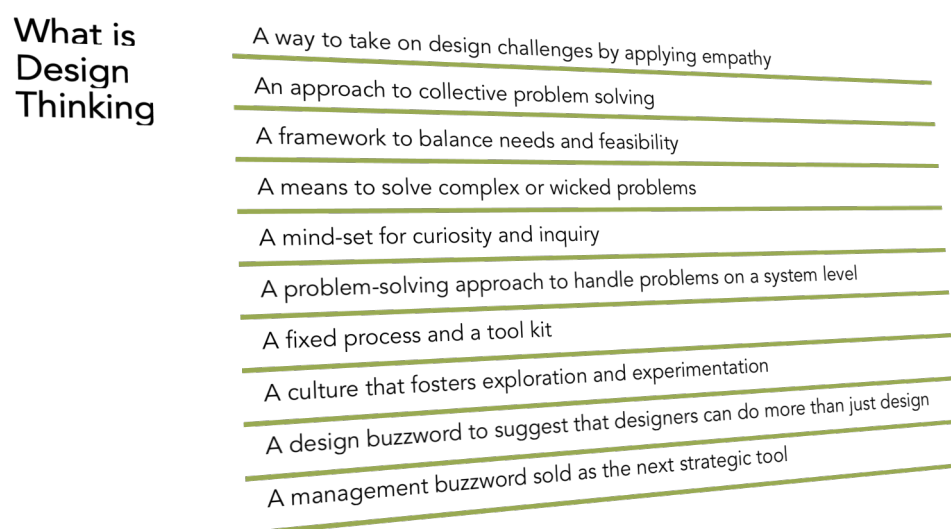 What is
Design
Thinking
A way to take on design challenges by applying empathy
An approach to collective problem solving
A framework to balance needs and feasibility
A means to solve complex or wicked problems
A mind-set for curiosity and inquiry
A problem-solving approach to handle problems on a system level
A fixed process and a tool kit
A culture that fosters exploration and experimentation
A design buzzword to suggest that designers can do more than just design
A management buzzword sold as the next strategic tool